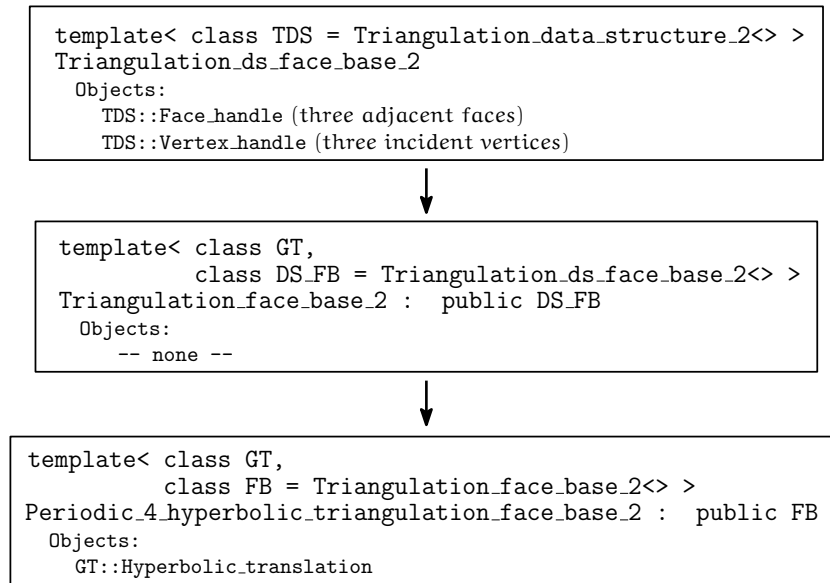 template< class TDS = Triangulation_data_structure_2<> >
Triangulation_ds_face_base_2
Objects:
TDS::Face_handle (three adjacent faces)
TDS::Vertex_handle (three incident vertices)
template< class GT,
class DS_FB = Triangulation_ds_face_base_2<> >
Triangulation_face_base_2 : public DS_FB
Objects:
-- none --
template< class GT,
class FB = Triangulation_face_base_2<> >
Periodic_4_hyperbolic_triangulation_face_base_2 : public FB
Objects:
GT::Hyperbolic_translation